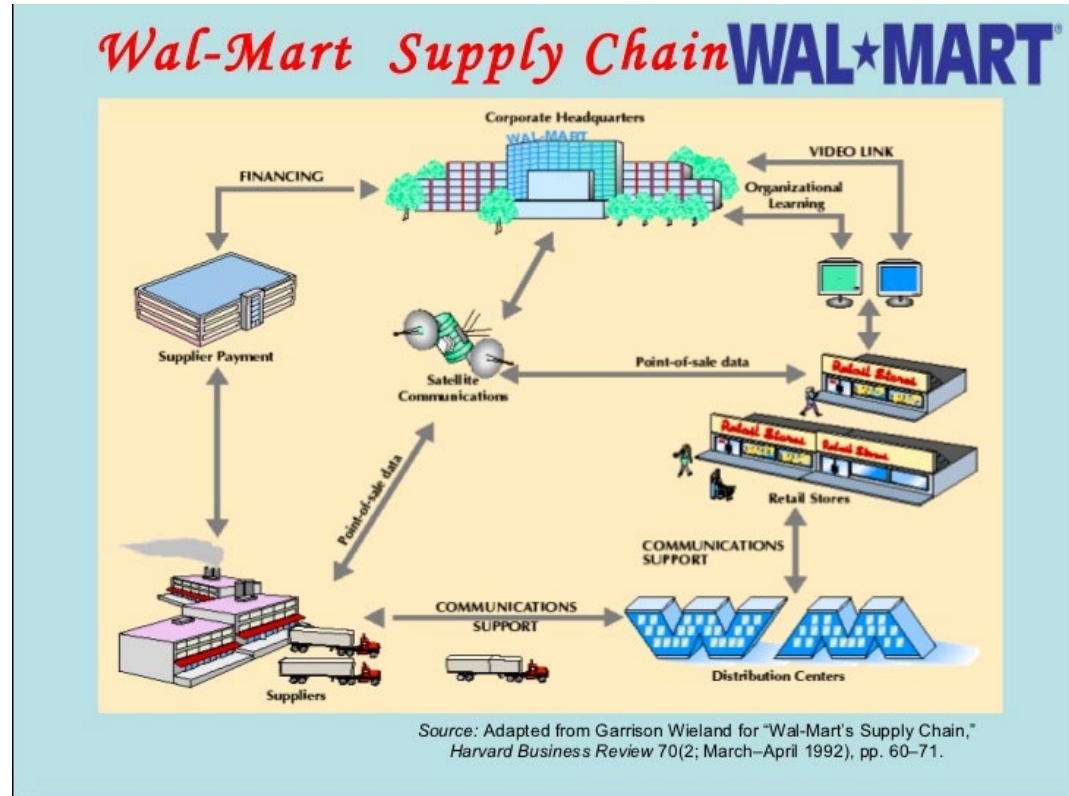 Wal-Mart Supply Chain
WAL★MART®
Corporate Headquarters
WAL-MART
VIDEO LINK
FINANCING
Organizational
Learning
Supplier Payment
Satellite
Communications
Point-of-sale data
Retail Stores
Retail Stores
Retail Stores
Retail Stores
Point-of-sale data
COMMUNICATIONS
SUPPORT
COMMUNICATIONS
SUPPORT
Suppliers
Distribution Centers
Source: Adapted from Garrison Wieland for “Wal-Mart’s Supply Chain,”
Harvard Business Review 70(2; March–April 1992), pp. 60–71.